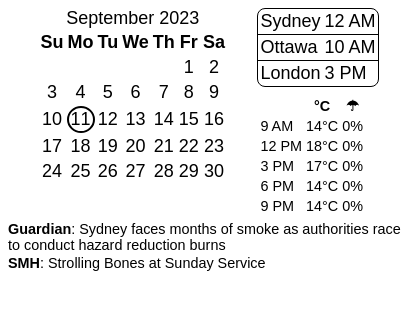 September 2023
Su Mo Tu We Th Fr Sa
1 2
3 4 5 6 7 8 9
10 11 12 13 14 15 16
17 18 19 20 21 22 23
24 25 26 27 28 29 30
Sydney 12 AM
Ottawa 10 AM
London 3 PM
°C ☂
9 AM 14°C 0%
12 PM 18°C 0%
3 PM 17°C 0%
6 PM 14°C 0%
9 PM 14°C 0%
Guardian: Sydney faces months of smoke as authorities race
to conduct hazard reduction burns
SMH: Strolling Bones at Sunday Service